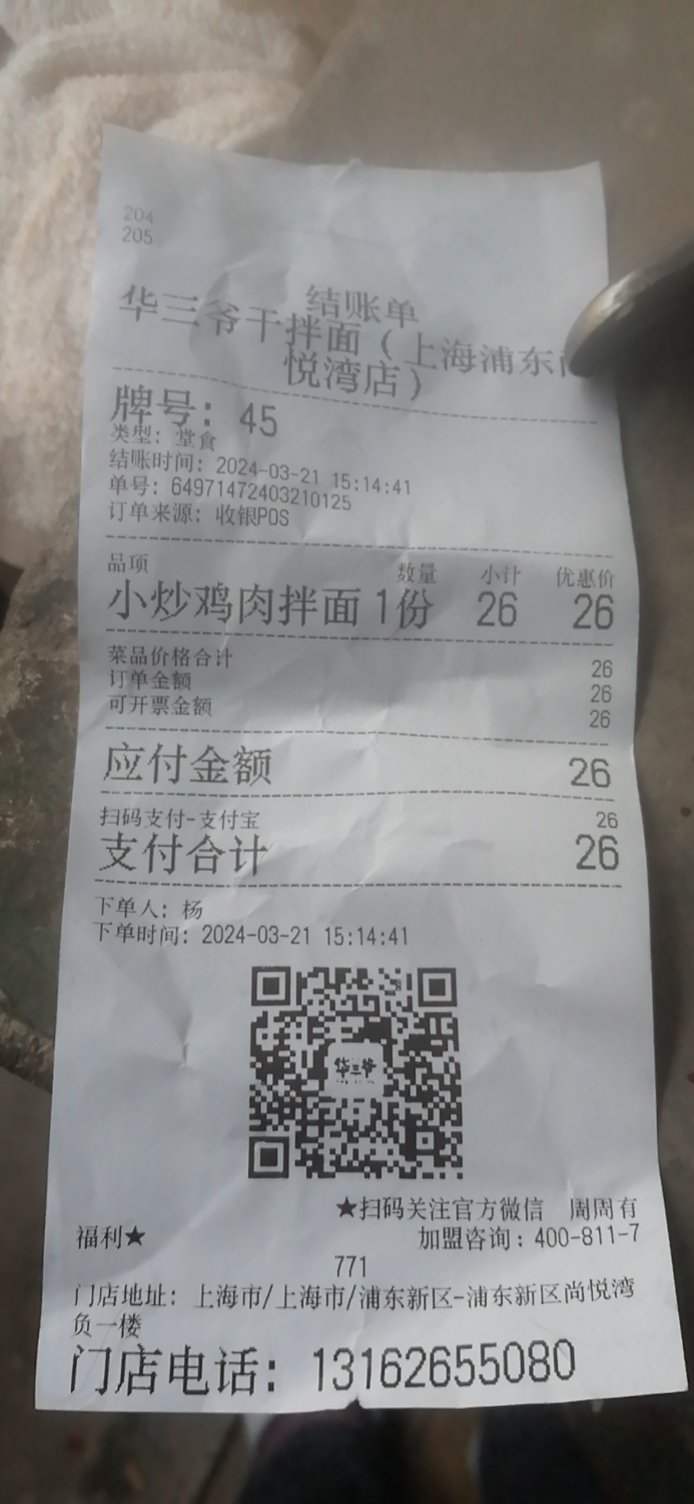 204
205
结账单
华三爷干拌面（上海浦东
悦湾店）
牌号：45
类型：堂食
结账时间：2024-03-21 15:14:41
单号：64971472403210125
订单来源：收银POS
品项 数量 小计 优惠价
小炒鸡肉拌面 1份 26 26
菜品价格合计 26
订单金额 26
可开票金额 26
应付金额 26
扫码支付-支付宝 26
支付合计 26
下单人：杨
下单时间：2024-03-21 15:14:41
华三爷
★扫码关注官方微信 周周有
福利★ 加盟咨询：400-811-7
771
门店地址：上海市/上海市/浦东新区-浦东新区尚悦湾
负一楼
门店电话：13162655080